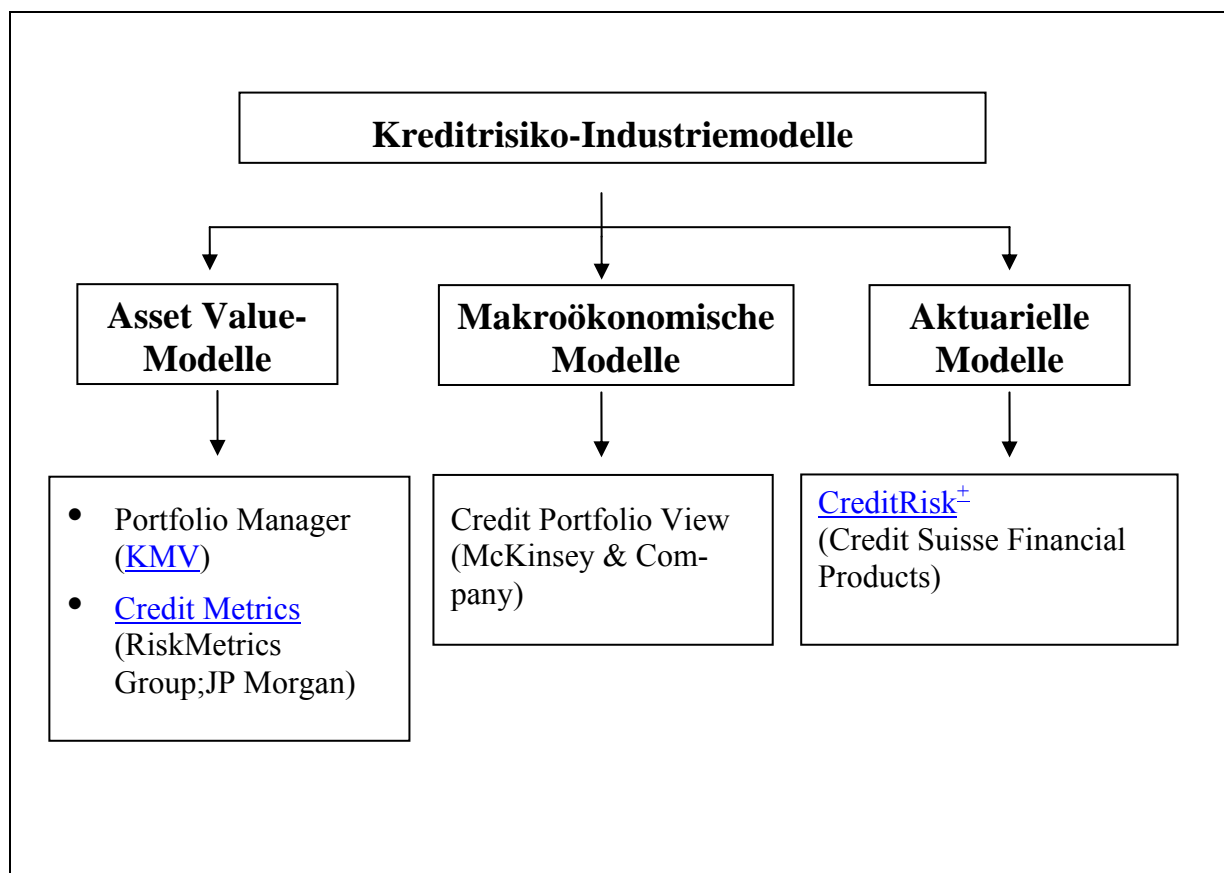 Kreditrisiko-Industriemodelle
Asset Value-
Modelle
Makroökonomische
Modelle
Aktuarielle
Modelle
• Portfolio Manager
(KMV)
• Credit Metrics
(RiskMetrics
Group;JP Morgan)
Credit Portfolio View
(McKinsey & Com-
pany)
CreditRisk+
(Credit Suisse Financial
Products)